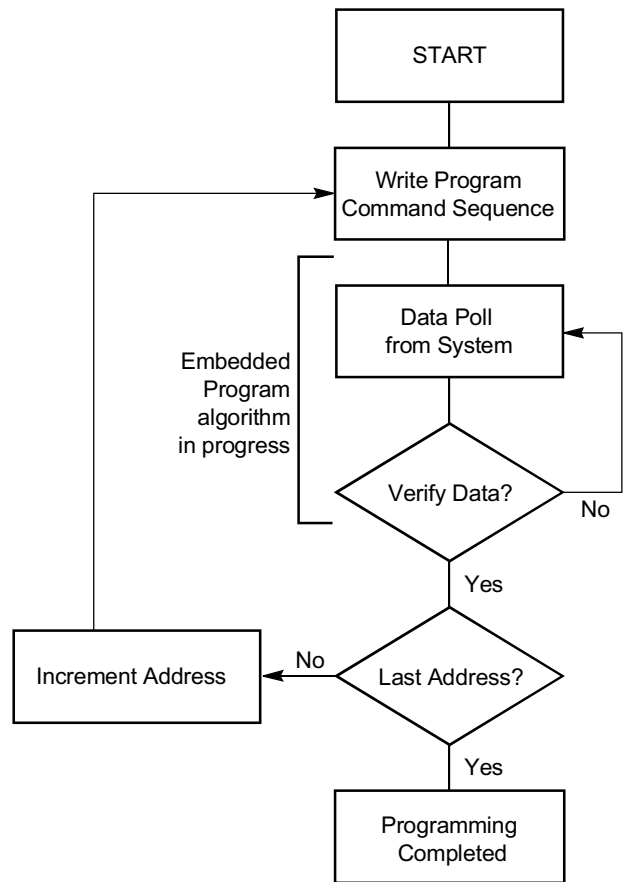 START
Write Program
Command Sequence
Data Poll
from System
Embedded
Program
algorithm
in progress
Verify Data?
No
Yes
Last Address?
No
Increment Address
Yes
Programming
Completed